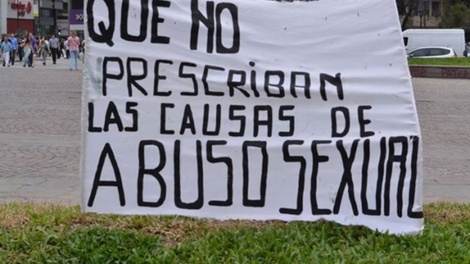 QUE NO
PRESCRIBAN
LAS CAUSAS DE
ABUSO SEXUAL